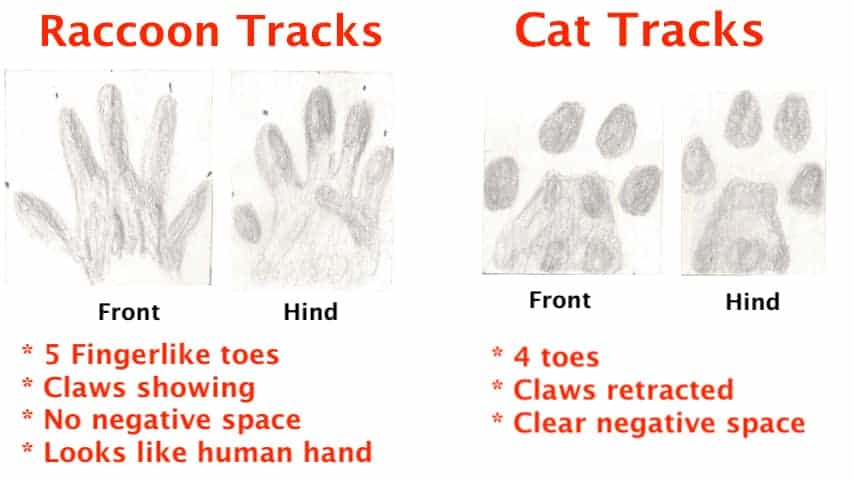 Raccoon Tracks
Front
Hind
* 5 Fingerlike toes
* Claws showing
* No negative space
* Looks like human hand
Cat Tracks
Front
Hind
* 4 toes
* Claws retracted
* Clear negative space